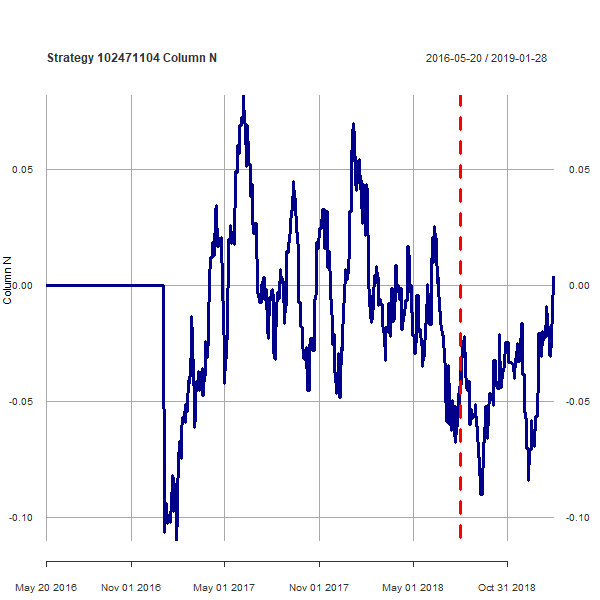 Strategy 102471104 Column N
2016-05-20 / 2019-01-28
Column N
0.05
0.05
0.00
0.00
-0.05
-0.05
-0.10
-0.10
May 20 2016
Nov 01 2016
May 01 2017
Nov 01 2017
May 01 2018
Oct 31 2018